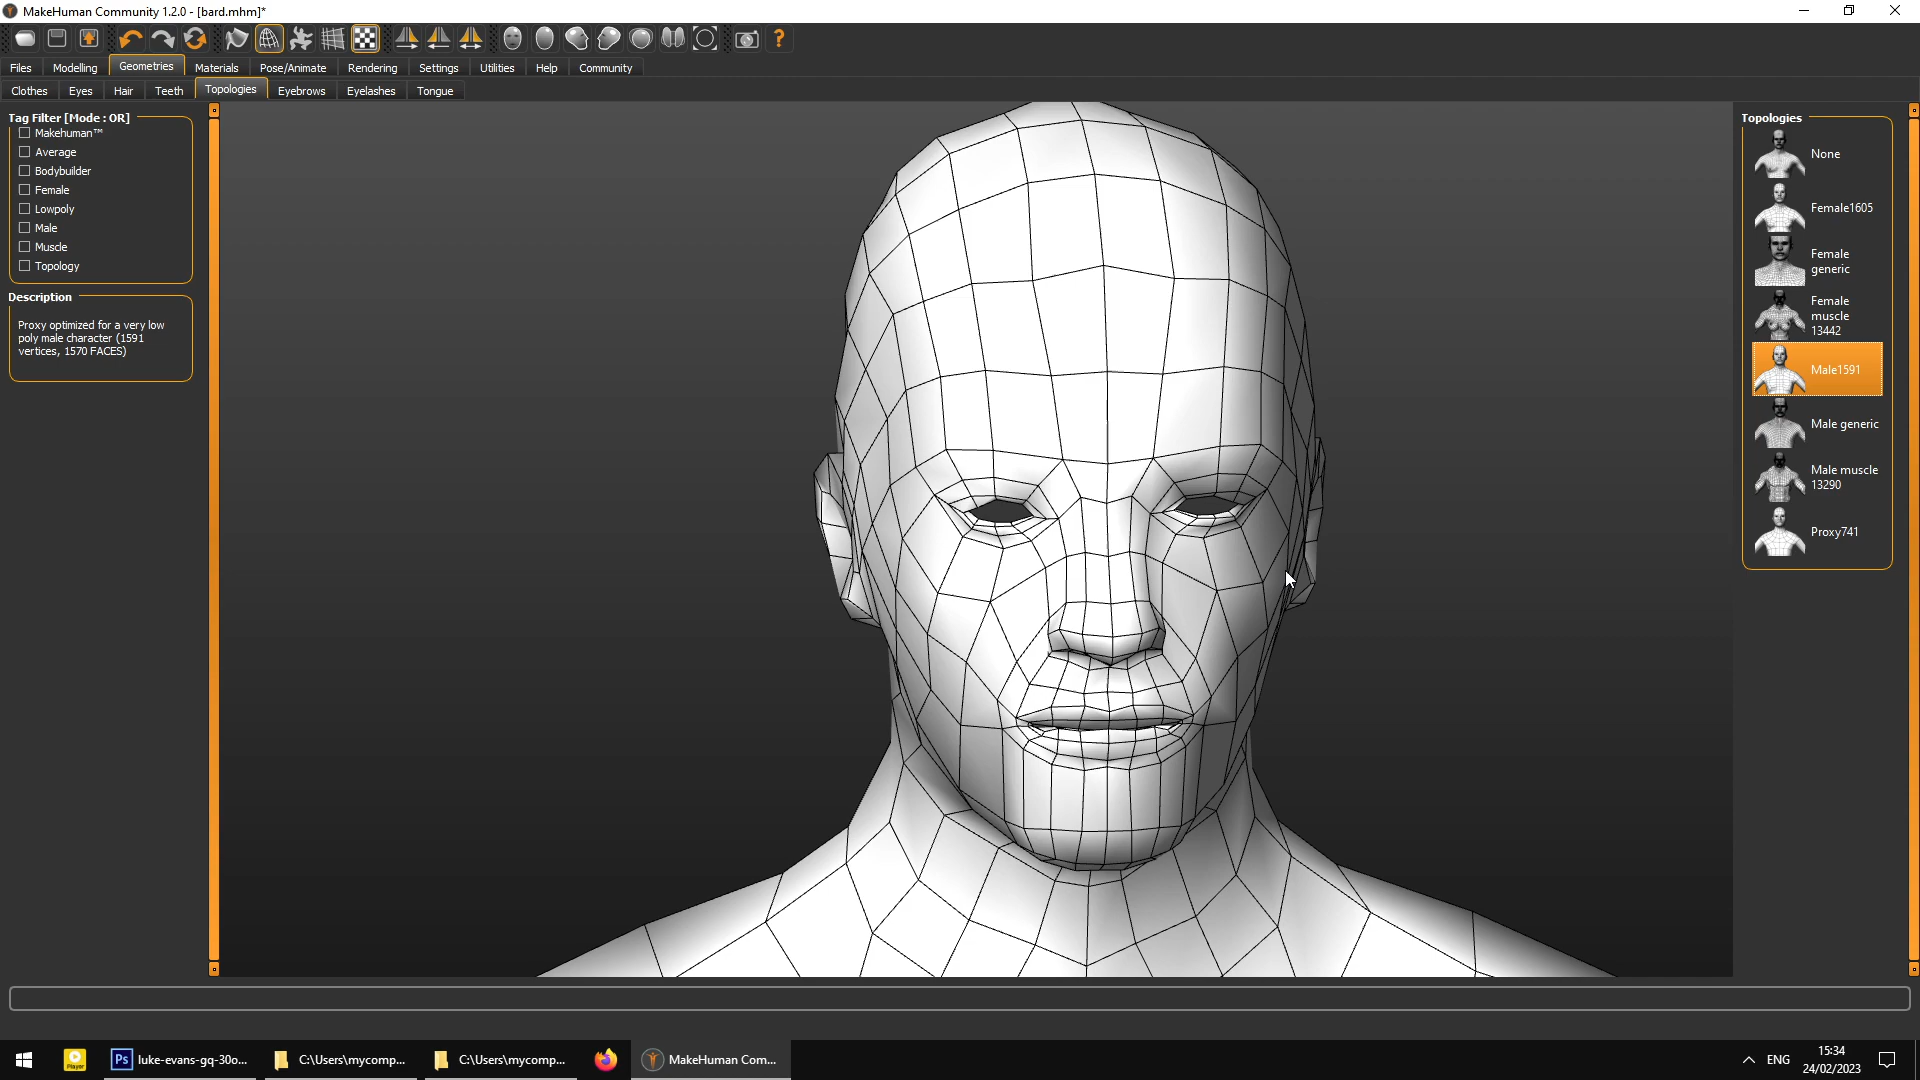 MakeHuman Community 1.2.0 - [bard.mhm]*
Files Modelling Geometries Materials Pose/Animate Rendering Settings Utilities Help Community
Clothes Eyes Hair Teeth Topologies Eyebrows Eyelashes Tongue
Tag Filter [Mode : OR]
Makehuman™
Average
Bodybuilder
Female
Lowpoly
Male
Muscle
Topology
Description
Proxy optimized for a very low
poly male character (1591
vertices, 1570 FACES)
Topologies
None
Female1605
Female
generic
Female
muscle
13442
Male1591
Male generic
Male muscle
13290
Proxy741
Player
Ps luke-evans-gq-30o...
C:\Users\mycomp...
C:\Users\mycomp...
MakeHuman Com...
ENG
15:34
24/02/2023